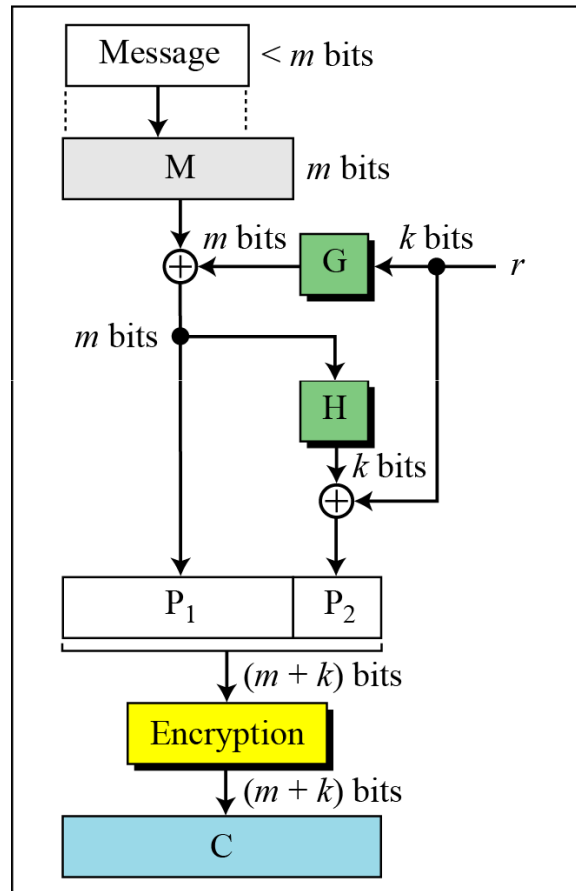 Message < m bits
M m bits
m bits G k bits r
m bits
H
k bits
P₁ P₂
(m + k) bits
Encryption
(m + k) bits
C